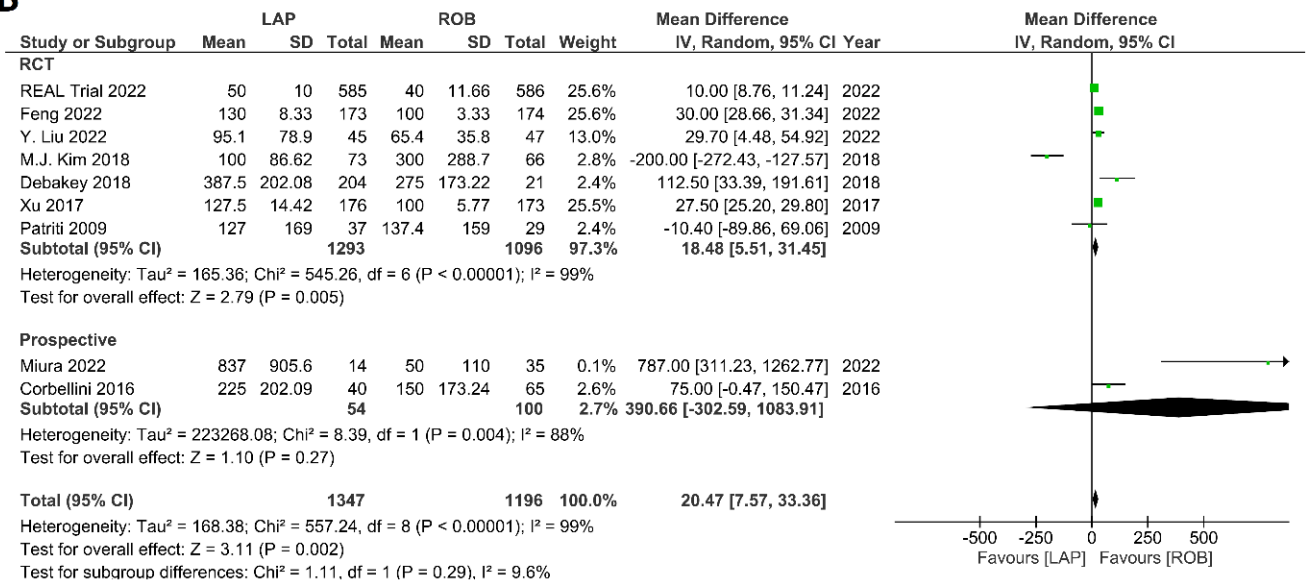 B
LAP ROB Mean Difference Mean Difference
Study or Subgroup Mean SD Total Mean SD Total Weight IV, Random, 95% CI Year IV, Random, 95% CI
RCT
REAL Trial 2022 50 10 585 40 11.66 586 25.6% 10.00 [8.76, 11.24] 2022
Feng 2022 130 8.33 173 100 3.33 174 25.6% 30.00 [28.66, 31.34] 2022
Y. Liu 2022 95.1 78.9 45 65.4 35.8 47 13.0% 29.70 [4.48, 54.92] 2022
M.J. Kim 2018 100 86.62 73 300 288.7 66 2.8% -200.00 [-272.43, -127.57] 2018
Debakey 2018 387.5 202.08 204 275 173.22 21 2.4% 112.50 [33.39, 191.61] 2018
Xu 2017 127.5 14.42 176 100 5.77 173 25.5% 27.50 [25.20, 29.80] 2017
Patriti 2009 127 169 37 137.4 159 29 -10.40 [-89.86, 69.06] 2009
Subtotal (95% CI) 1293 1096 97.3% 18.48 [5.51, 31.45]
Heterogeneity: Tau² = 165.36; Chi² = 545.26, df = 6 (P < 0.00001); I² = 99%
Test for overall effect: Z = 2.79 (P = 0.005)
Prospective
Miura 2022 837 905.6 14 50 110 35 0.1% 787.00 [311.23, 1262.77] 2022
Corbellini 2016 225 202.09 40 150 173.24 65 2.6% 75.00 [-0.47, 150.47] 2016
Subtotal (95% CI) 54 100 2.7% 390.66 [-302.59, 1083.91]
Heterogeneity: Tau² = 223268.08; Chi² = 8.39, df = 1 (P = 0.004); I² = 88%
Test for overall effect: Z = 1.10 (P = 0.27)
Total (95% CI) 1347 1196 100.0% 20.47 [7.57, 33.36]
Heterogeneity: Tau² = 168.38; Chi² = 557.24, df = 8 (P < 0.00001); I² = 99%
Test for overall effect: Z = 3.11 (P = 0.002)
Test for subgroup differences: Chi² = 1.11, df = 1 (P = 0.29), I² = 9.6%
-500 -250 0 250 500
Favours [LAP] Favours [ROB]